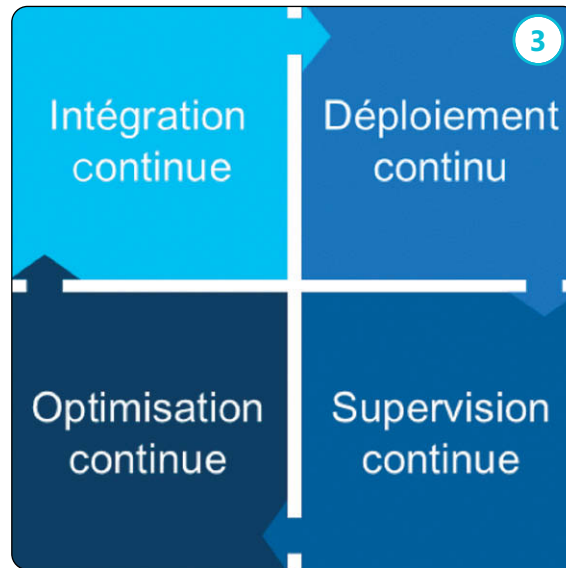 3
Intégration
continue
Déploiement
continu
Optimisation
continue
Supervision
continue